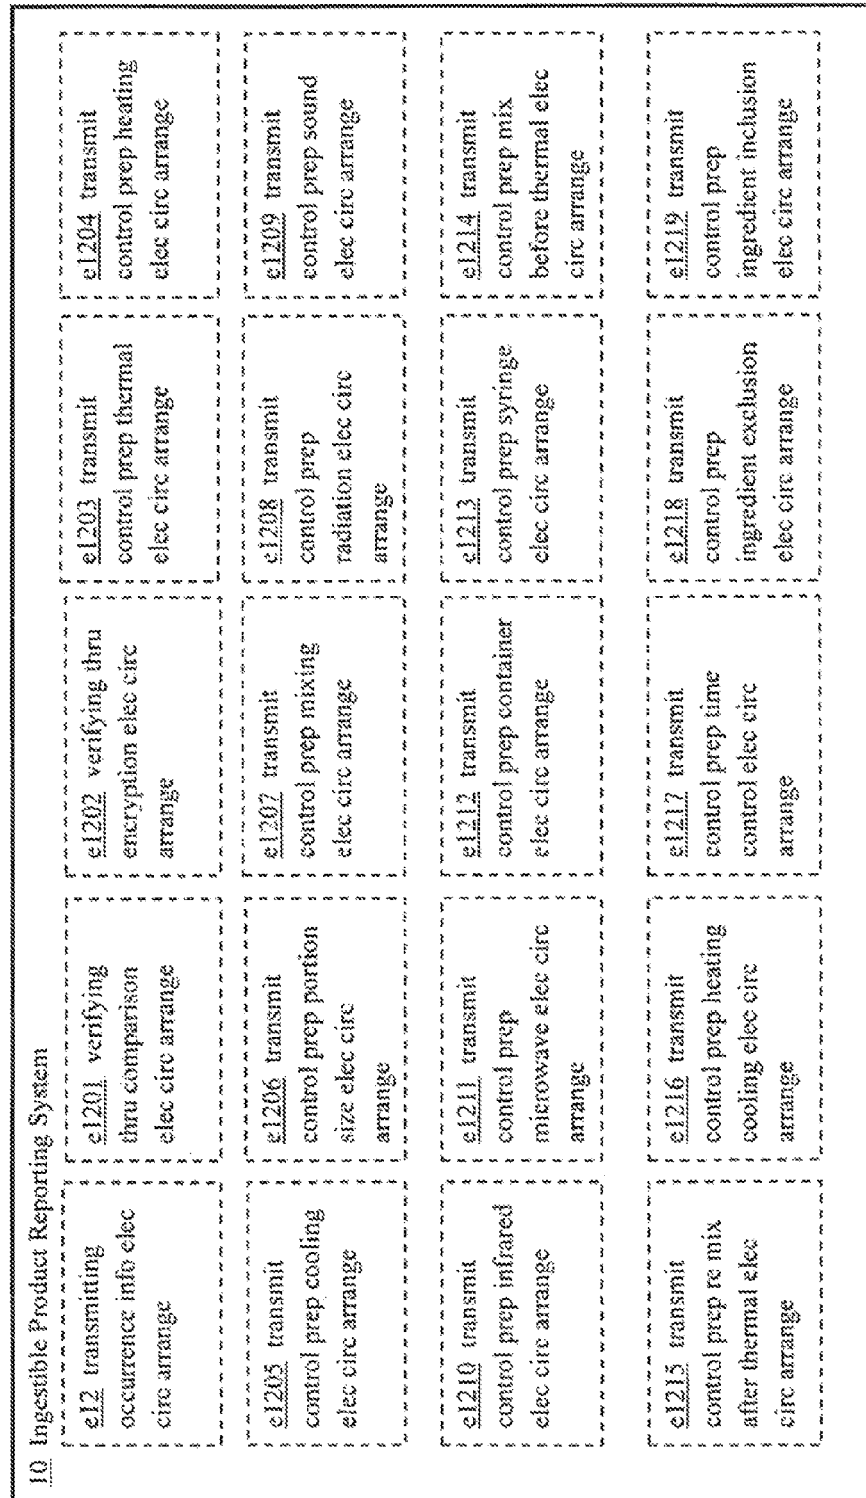 10 Ingestible Product Reporting System
e12 transmitting
occurrence info elec
circ arrange
e1201 verifying
thru comparison
elec circ arrange
e1202 verifying thru
encryption elec circ
arrange
e1203 transmit
control prep thermal
elec circ arrange
e1204 transmit
control prep heating
elec circ arrange
e1205 transmit
control prep cooling
elec circ arrange
e1206 transmit
control prep portion
size elec circ
arrange
e1207 transmit
control prep mixing
elec circ arrange
e1208 transmit
control prep
radiation elec circ
arrange
e1209 transmit
control prep sound
elec circ arrange
e1210 transmit
control prep infrared
elec circ arrange
e1211 transmit
control prep
microwave elec circ
arrange
e1212 transmit
control prep container
elec circ arrange
e1213 transmit
control prep syringe
elec circ arrange
e1214 transmit
control prep mix
before thermal elec
circ arrange
e1215 transmit
control prep re mix
after thermal elec
circ arrange
e1216 transmit
control prep heating
cooling elec circ
arrange
e1217 transmit
control prep time
control elec circ
arrange
e1218 transmit
control prep
ingredient exclusion
elec circ arrange
e1219 transmit
control prep
ingredient inclusion
elec circ arrange